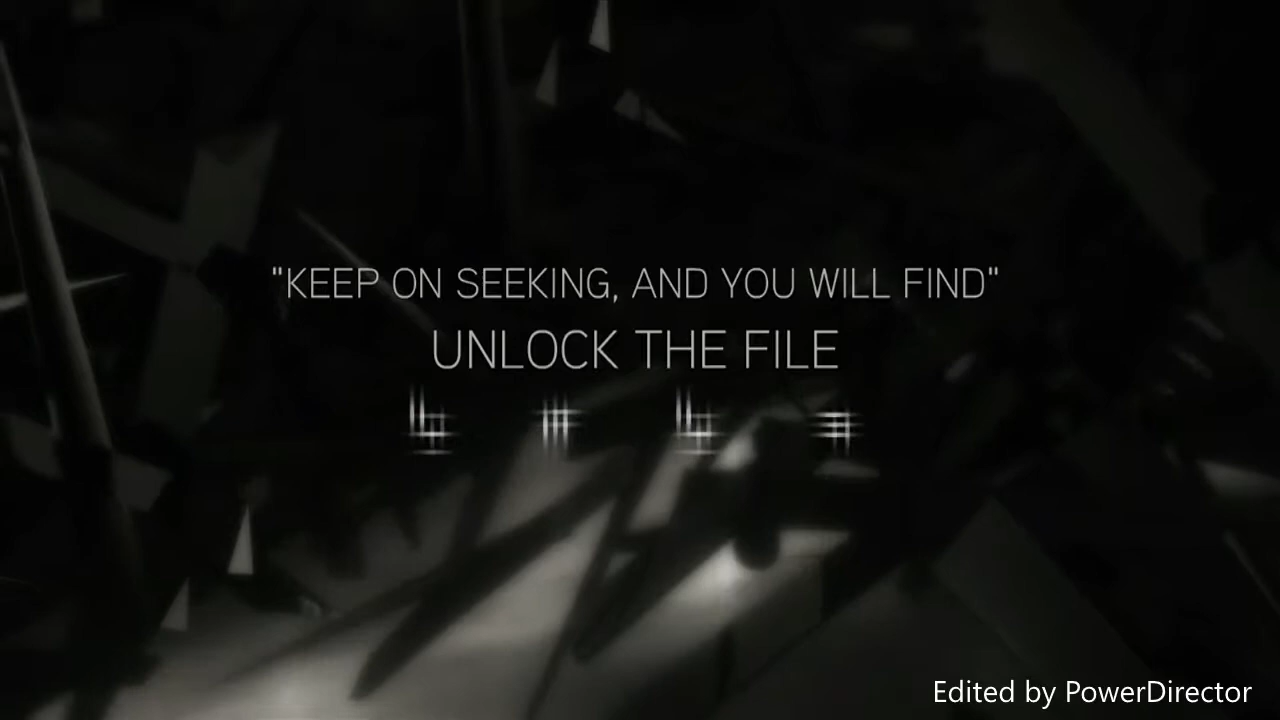 "KEEP ON SEEKING, AND YOU WILL FIND"
UNLOCK THE FILE
Edited by PowerDirector